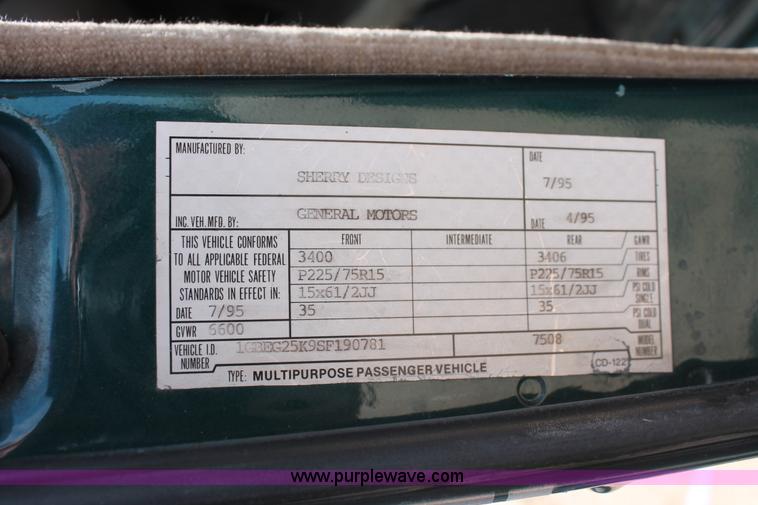 MANUFACTURED BY: DATE
SHERRY DESIGNS 7/95
INC. VEH. MFD. BY: GENERAL MOTORS DATE 4/95
THIS VEHICLE CONFORMS FRONT INTERMEDIATE REAR GAWR
TO ALL APPLICABLE FEDERAL 3400 3406 TIRES
MOTOR VEHICLE SAFETY P225/75R15 P225/75R15 RIMS
STANDARDS IN EFFECT IN: 15x61/2JJ 15x61/2JJ PSI COLD SINGLE
DATE 7/95 35 35 PSI COLD DUAL
GVWR 6600
VEHICLE I.D. NUMBER 1GBEG25K9SF190781 7508 MODEL NUMBER
TYPE: MULTIPURPOSE PASSENGER VEHICLE CD-122
www.purplewave.com